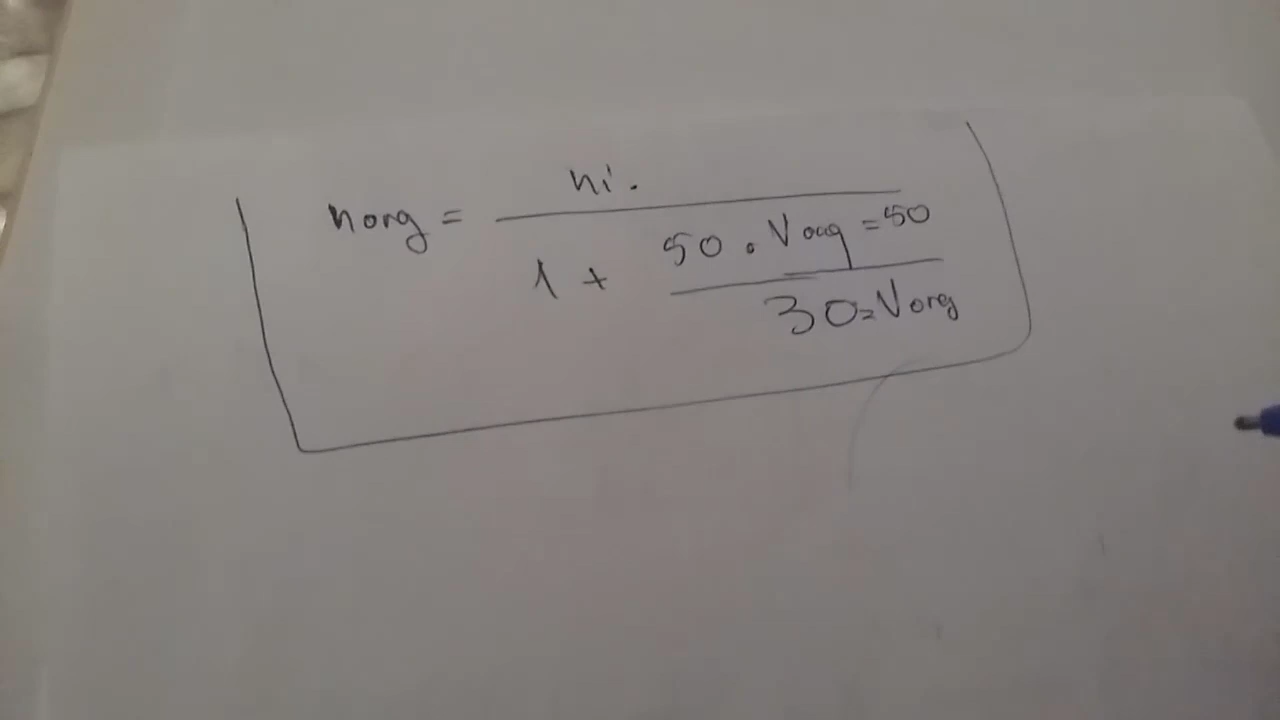 ni.
norg =
50 . Vaq = 50
1 +
30 = Vorg